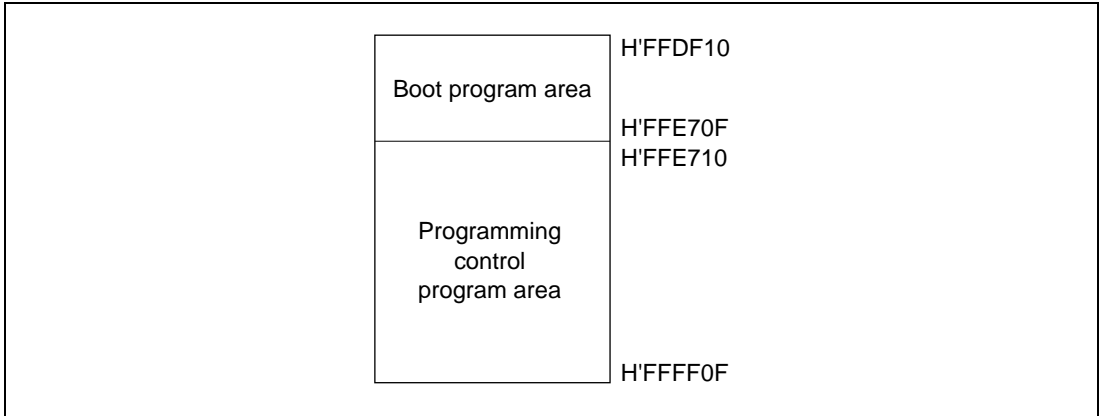 H'FFDF10
Boot program area
H'FFE70F
H'FFE710
Programming
control
program area
H'FFFF0F